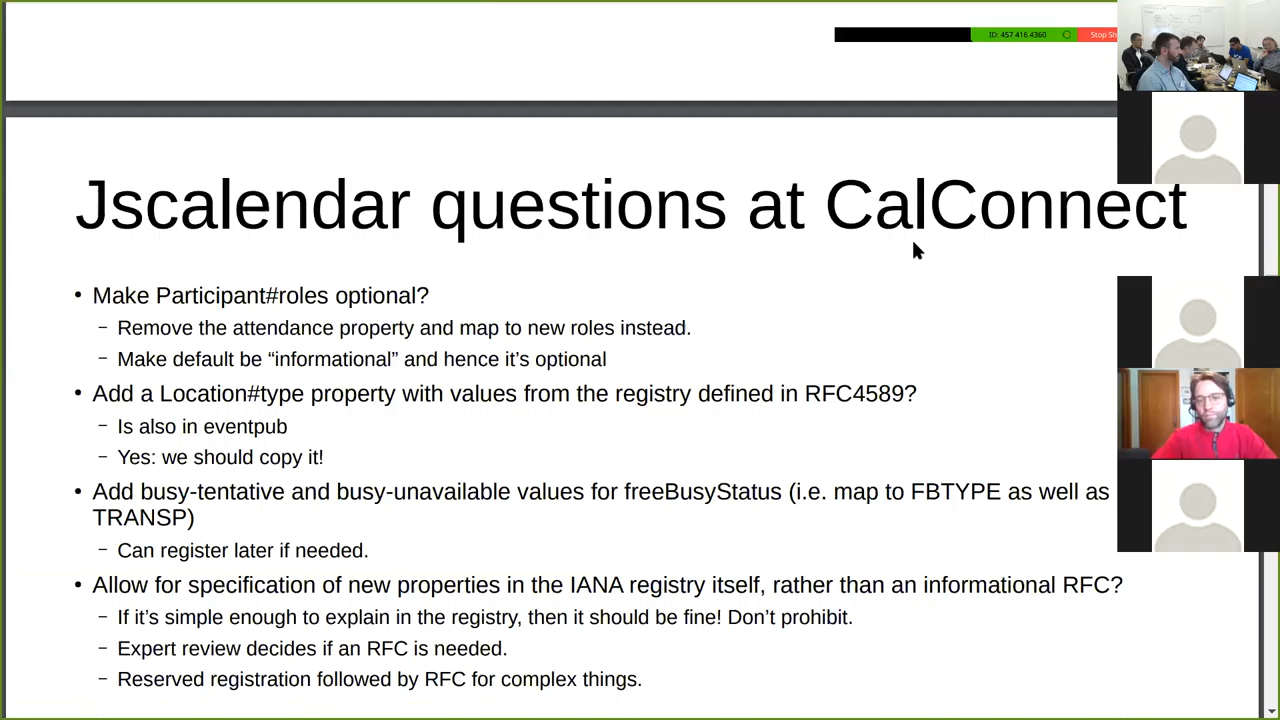 ID: 457 416 4360
Stop Sh
Jscalendar questions at CalConnect
• Make Participant#roles optional?
– Remove the attendance property and map to new roles instead.
– Make default be “informational” and hence it’s optional
• Add a Location#type property with values from the registry defined in RFC4589?
– Is also in eventpub
– Yes: we should copy it!
• Add busy-tentative and busy-unavailable values for freeBusyStatus (i.e. map to FBTYPE as well as
TRANSP)
– Can register later if needed.
• Allow for specification of new properties in the IANA registry itself, rather than an informational RFC?
– If it’s simple enough to explain in the registry, then it should be fine! Don’t prohibit.
– Expert review decides if an RFC is needed.
– Reserved registration followed by RFC for complex things.